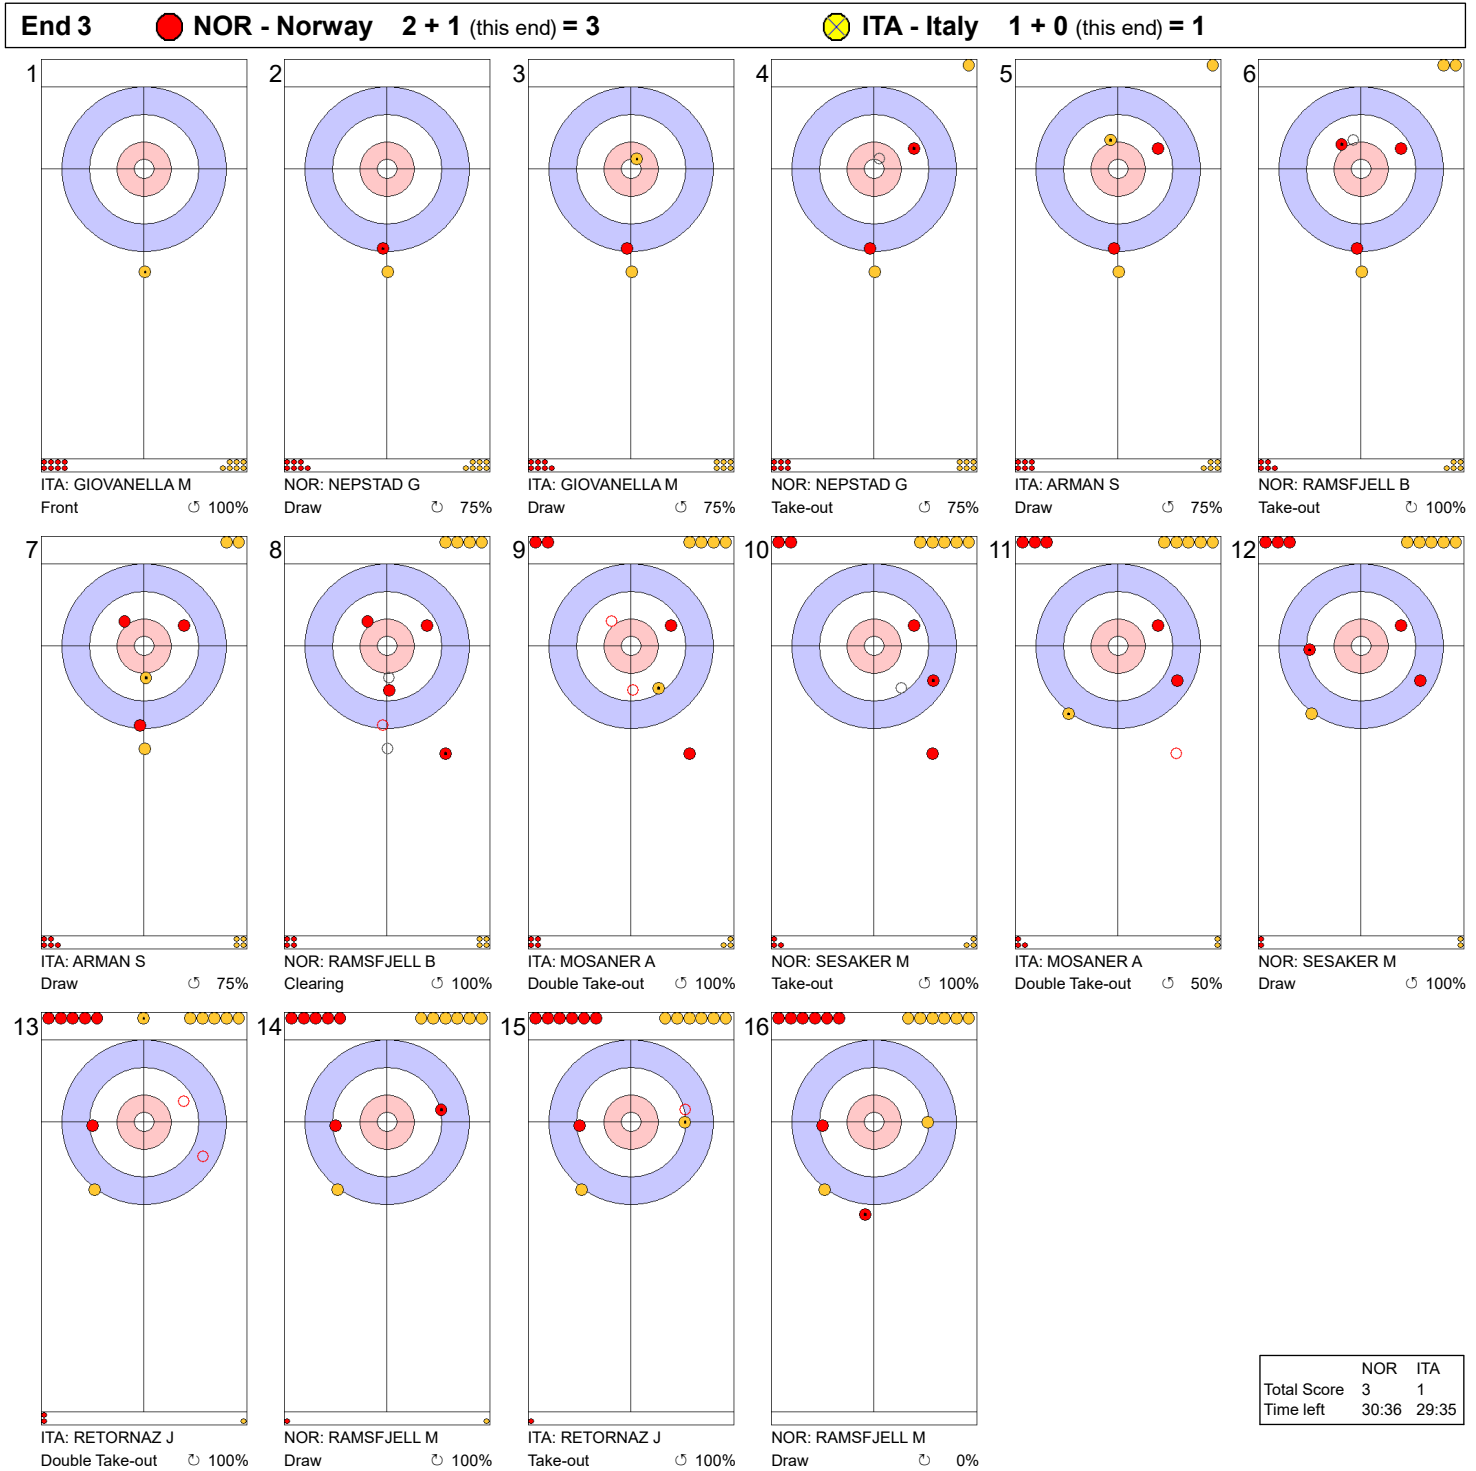 End 3 NOR - Norway 2 + 1 (this end) = 3 ITA - Italy 1 + 0 (this end) = 1
1 2 3 4 5 6
ITA: GIOVANELLA M NOR: NEPSTAD G ITA: GIOVANELLA M NOR: NEPSTAD G ITA: ARMAN S NOR: RAMSFJELL B
Front ↺ 100% Draw ↻ 75% Draw ↺ 75% Take-out ↺ 75% Draw ↺ 75% Take-out ↻ 100%
7 8 9 10 11 12
ITA: ARMAN S NOR: RAMSFJELL B ITA: MOSANER A NOR: SESAKER M ITA: MOSANER A NOR: SESAKER M
Draw ↺ 75% Clearing ↺ 100% Double Take-out ↺ 100% Take-out ↺ 100% Double Take-out ↺ 50% Draw ↺ 100%
13 14 15 16
ITA: RETORNAZ J NOR: RAMSFJELL M ITA: RETORNAZ J NOR: RAMSFJELL M
Double Take-out ↻ 100% Draw ↻ 100% Take-out ↺ 100% Draw ↻ 0%
NOR ITA
Total Score 3 1
Time left 30:36 29:35